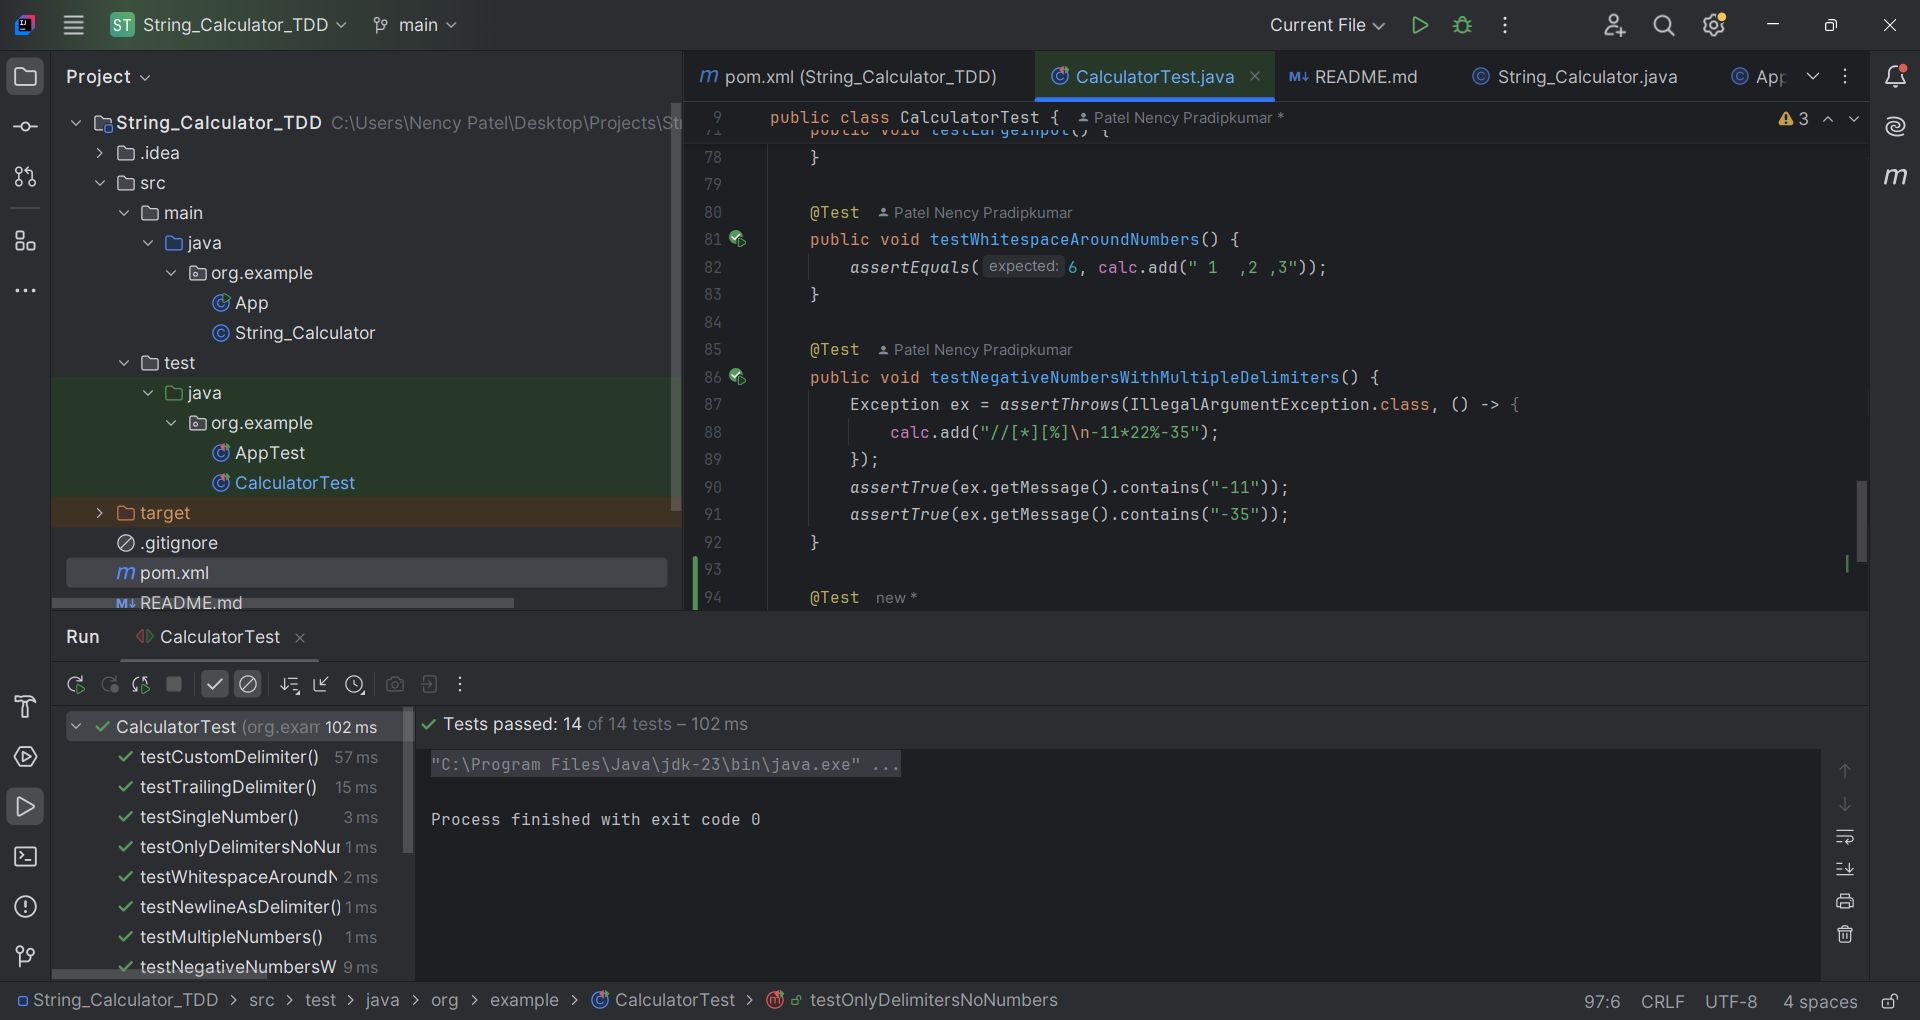 ST String_Calculator_TDD main Current File
Project
String_Calculator_TDD C:\Users\Nency Patel\Desktop\Projects\Str
.idea
src
main
java
org.example
App
String_Calculator
test
java
org.example
AppTest
CalculatorTest
target
.gitignore
pom.xml
README.md
pom.xml (String_Calculator_TDD) CalculatorTest.java README.md String_Calculator.java App
9 public class CalculatorTest { Patel Nency Pradipkumar * 3
71 public void testLargeInput() {
78 }
79
80 @Test Patel Nency Pradipkumar
81 public void testWhitespaceAroundNumbers() {
82 assertEquals( expected: 6, calc.add(" 1  ,2 ,3"));
83 }
84
85 @Test Patel Nency Pradipkumar
86 public void testNegativeNumbersWithMultipleDelimiters() {
87 Exception ex = assertThrows(IllegalArgumentException.class, () -> {
88 calc.add("//[*][%]\n-11*22%-35");
89 });
90 assertTrue(ex.getMessage().contains("-11"));
91 assertTrue(ex.getMessage().contains("-35"));
92 }
93
94 @Test new *
Run CalculatorTest
CalculatorTest (org.exam 102 ms
testCustomDelimiter() 57 ms
testTrailingDelimiter() 15 ms
testSingleNumber() 3 ms
testOnlyDelimitersNoNur 1 ms
testWhitespaceAroundN 2 ms
testNewlineAsDelimiter() 1 ms
testMultipleNumbers() 1 ms
testNegativeNumbersW 9 ms
Tests passed: 14 of 14 tests – 102 ms
"C:\Program Files\Java\jdk-23\bin\java.exe" ...
Process finished with exit code 0
String_Calculator_TDD > src > test > java > org > example > CalculatorTest > testOnlyDelimitersNoNumbers 97:6 CRLF UTF-8 4 spaces